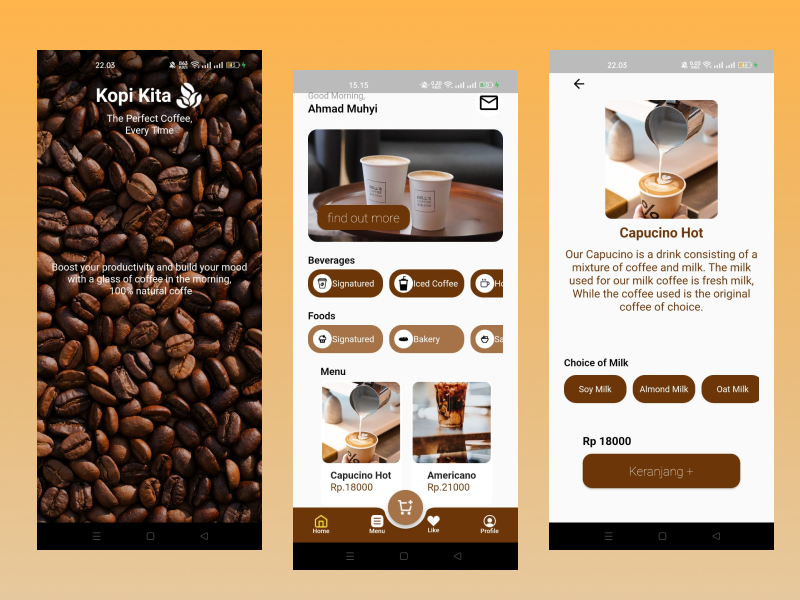 22.03
Kopi Kita
The Perfect Coffee,
Every Time
Boost your productivity and build your mood
with a glass of coffee in the morning,
100% natural coffe
15.15
Good Morning,
Ahmad Muhyi
find out more
Beverages
Signatured
Iced Coffee
Ho
Foods
Signatured
Bakery
Sa
Menu
Capucino Hot
Rp.18000
Americano
Rp.21000
Home
Menu
Like
Profile
22.03
Capucino Hot
Our Capucino is a drink consisting of a
mixture of coffee and milk. The milk
used for our milk coffee is fresh milk,
While the coffee used is the original
coffee of choice.
Choice of Milk
Soy Milk
Almond Milk
Oat Milk
Rp 18000
Keranjang +